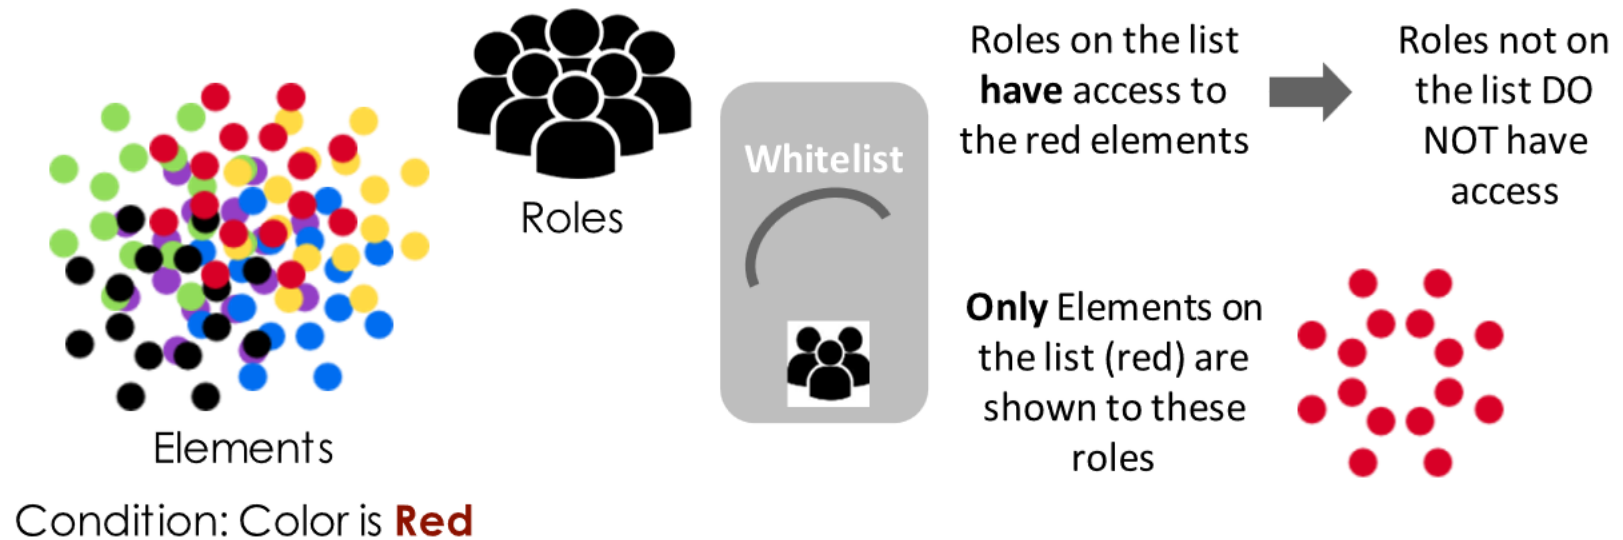 Elements
Condition: Color is Red
Roles
Whitelist
Roles on the list
have access to
the red elements
Roles not on
the list DO
NOT have
access
Only Elements on
the list (red) are
shown to these
roles